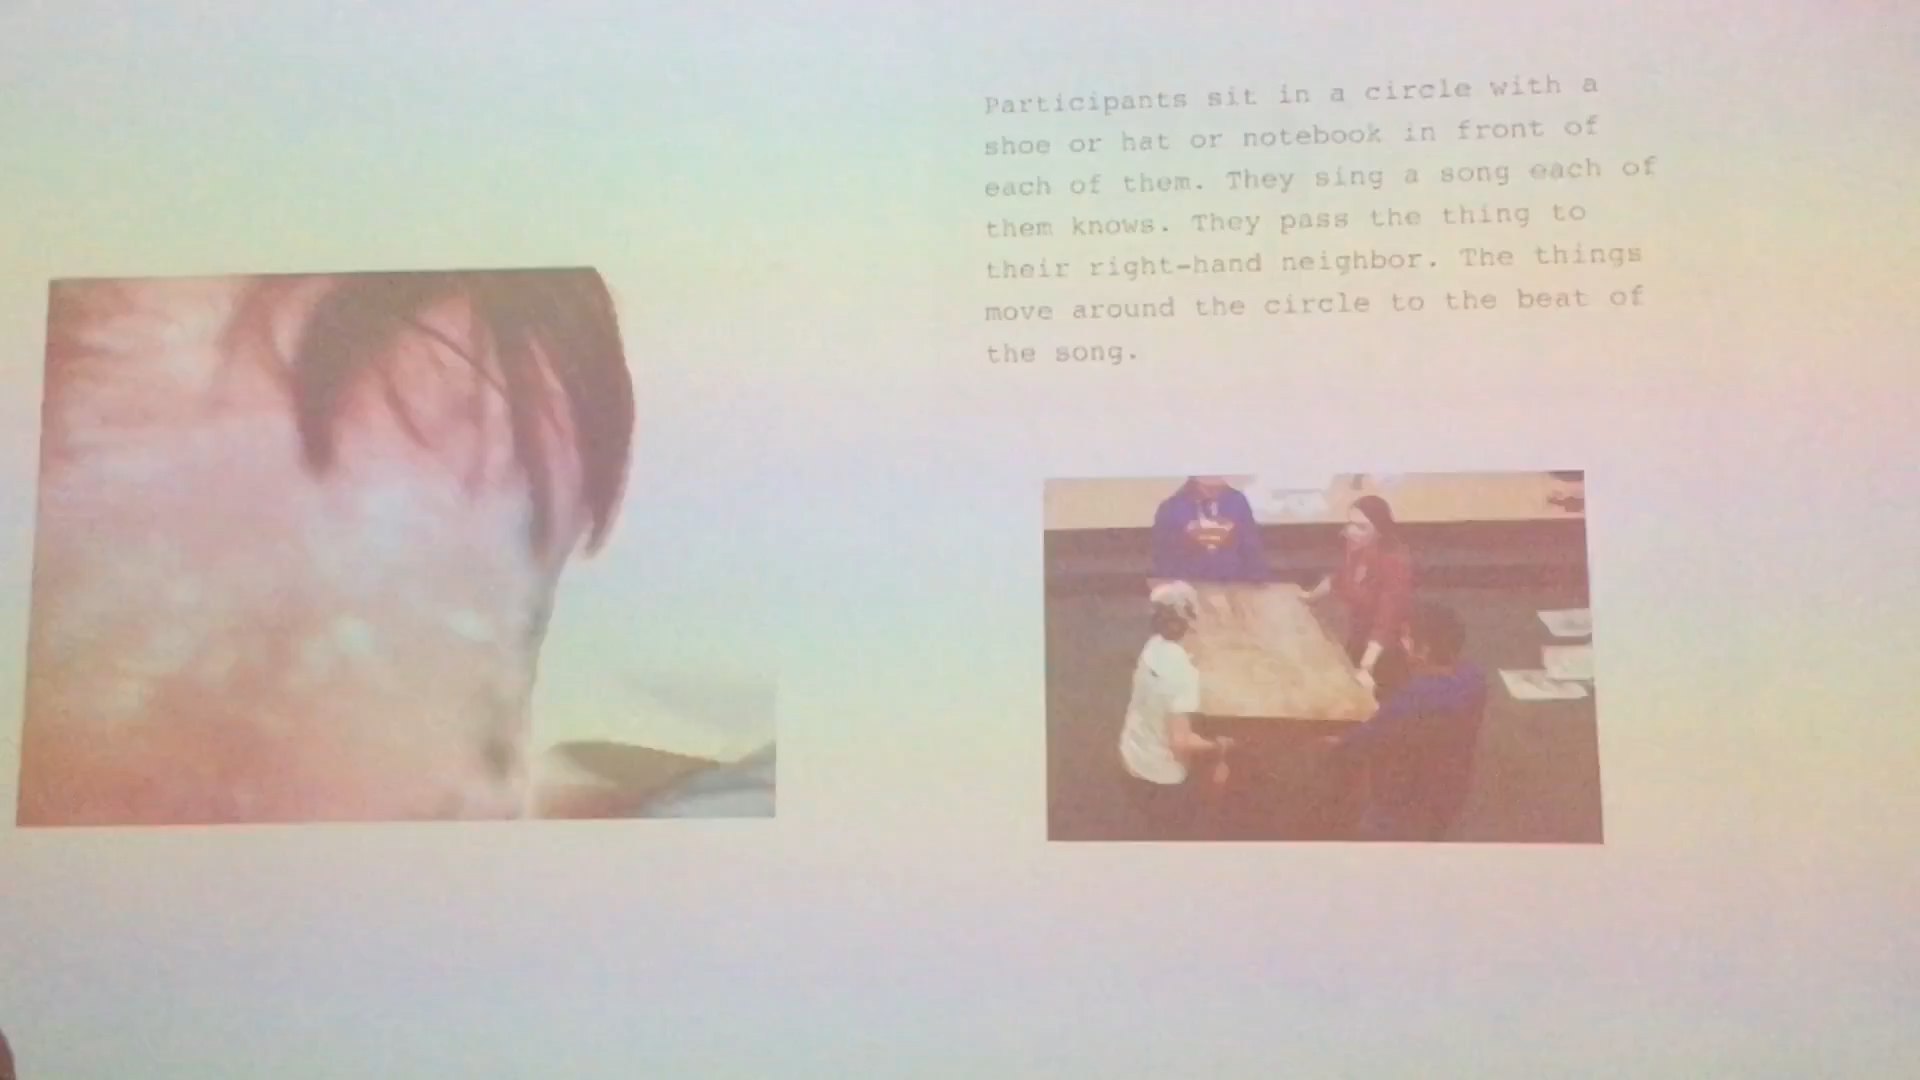 Participants sit in a circle with a
shoe or hat or notebook in front of
each of them. They sing a song each of
them knows. They pass the thing to
their right-hand neighbor. The things
move around the circle to the beat of
the song.